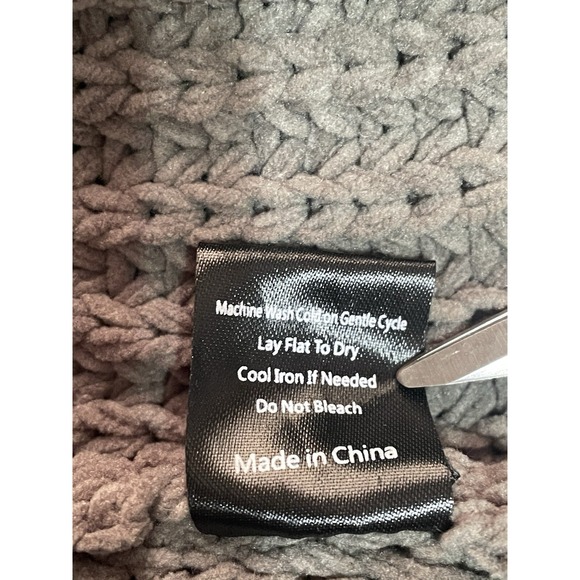 Machine Wash Cold on Gentle Cycle
Lay Flat To Dry
Cool Iron If Needed
Do Not Bleach
Made in China